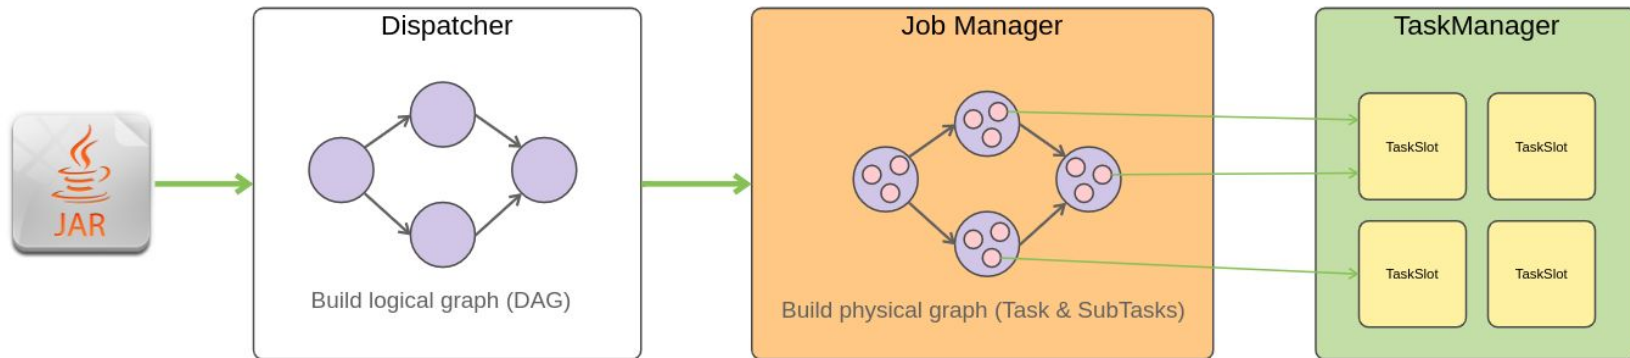 JAR
Dispatcher
Build logical graph (DAG)
Job Manager
Build physical graph (Task & SubTasks)
TaskManager
TaskSlot
TaskSlot
TaskSlot
TaskSlot